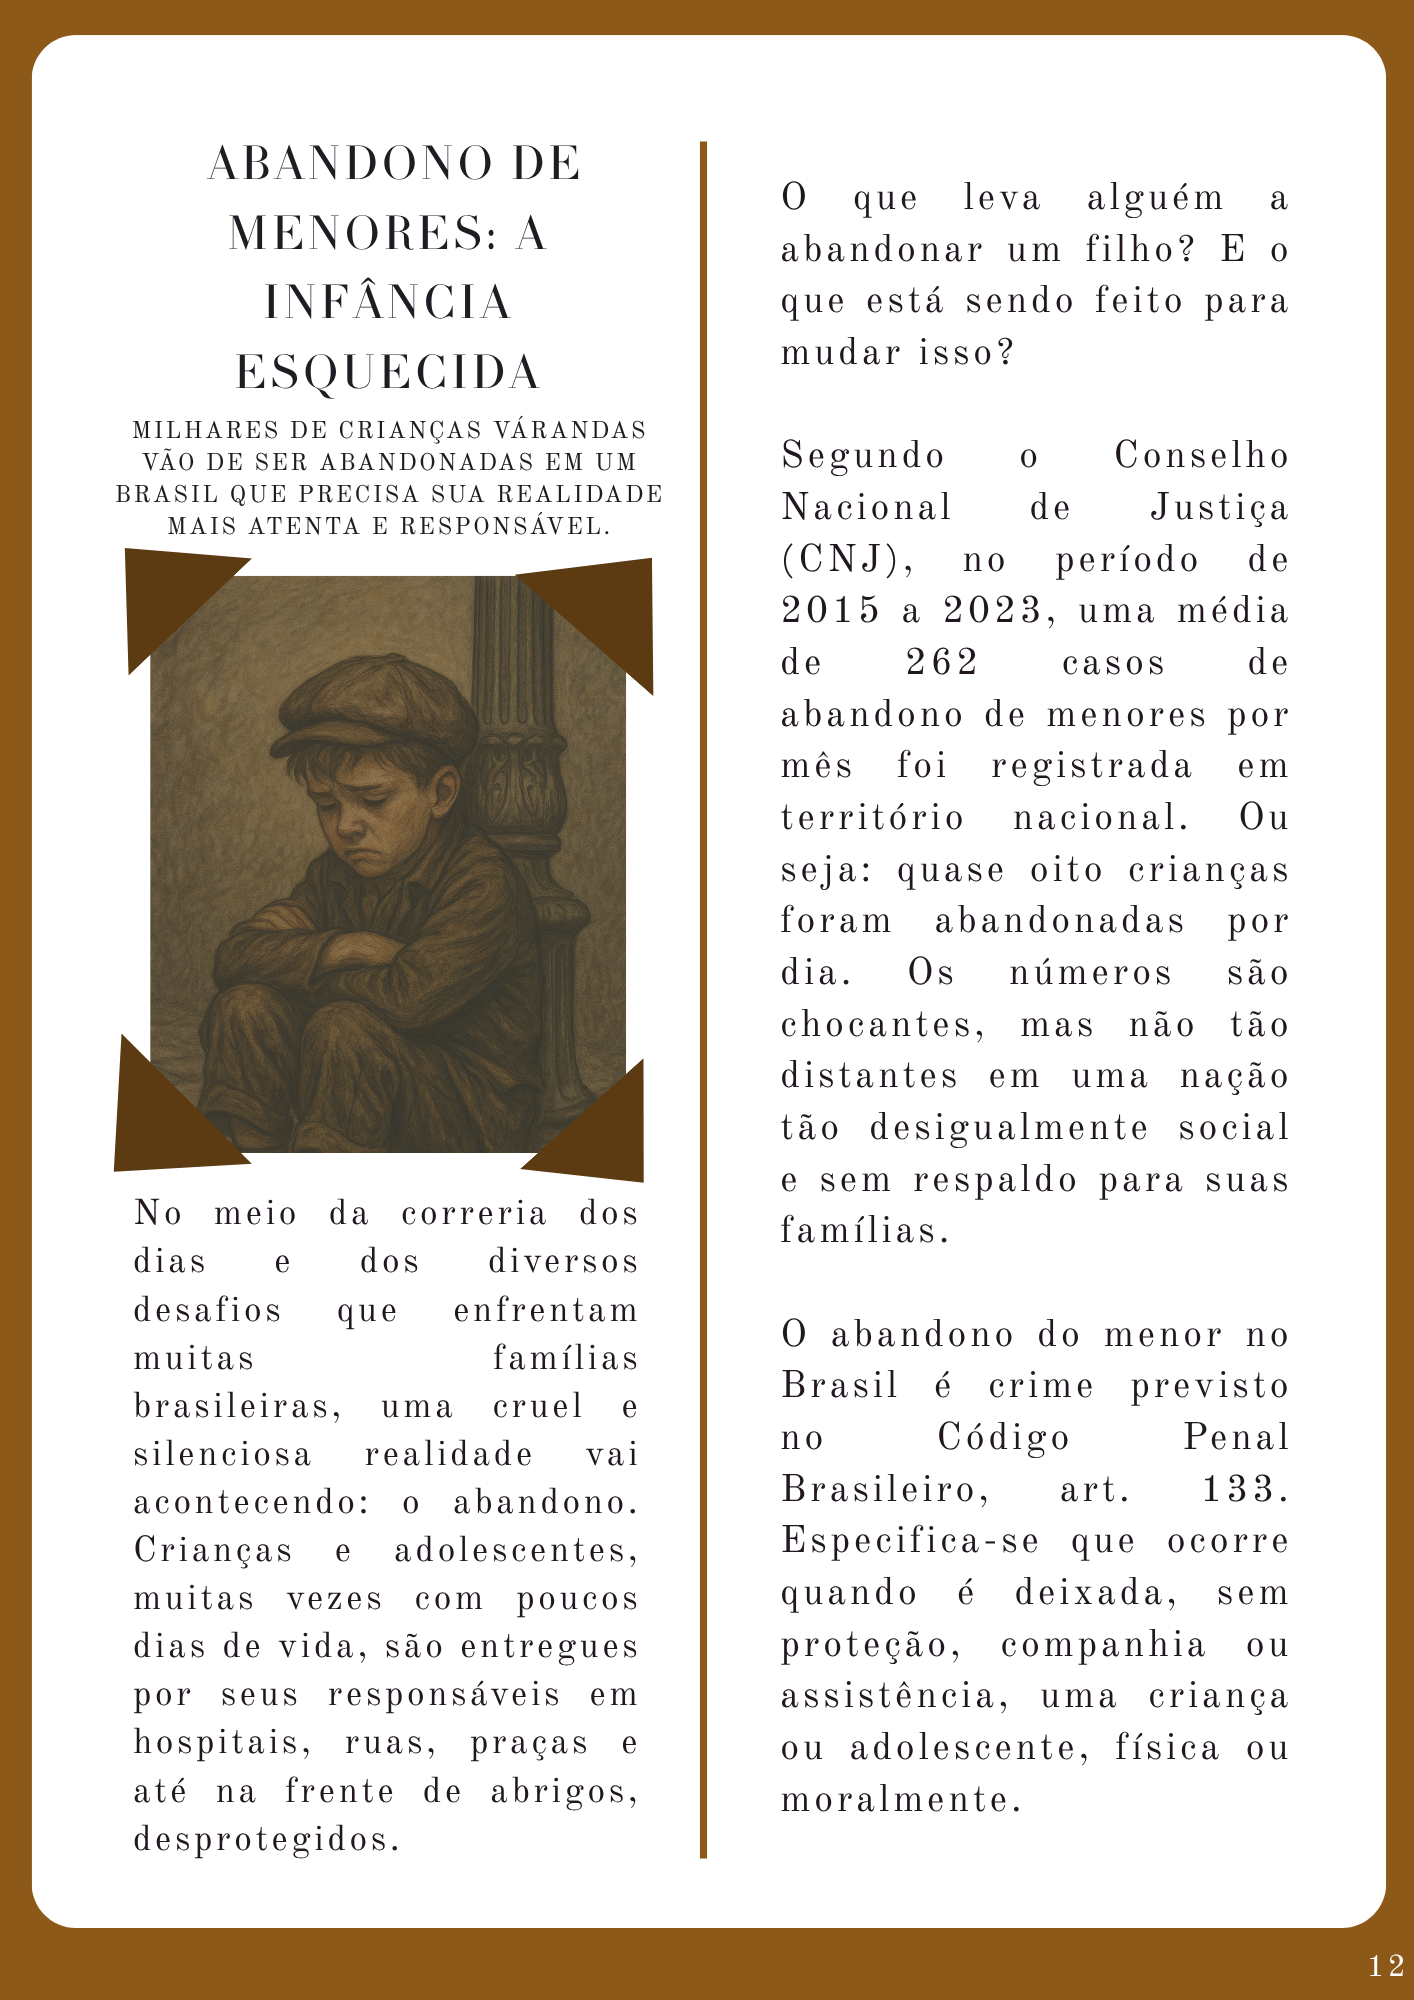 ABANDONO DE
MENORES: A
INFÂNCIA
ESQUECIDA
MILHARES DE CRIANÇAS VÁRANDAS
VÃO DE SER ABANDONADAS EM UM
BRASIL QUE PRECISA SUA REALIDADE
MAIS ATENTA E RESPONSÁVEL.
No meio da correria dos
dias e dos diversos
desafios que enfrentam
muitas famílias
brasileiras, uma cruel e
silenciosa realidade vai
acontecendo: o abandono.
Crianças e adolescentes,
muitas vezes com poucos
dias de vida, são entregues
por seus responsáveis em
hospitais, ruas, praças e
até na frente de abrigos,
desprotegidos.
O que leva alguém a
abandonar um filho? E o
que está sendo feito para
mudar isso?
Segundo o Conselho
Nacional de Justiça
(CNJ), no período de
2015 a 2023, uma média
de 262 casos de
abandono de menores por
mês foi registrada em
território nacional. Ou
seja: quase oito crianças
foram abandonadas por
dia. Os números são
chocantes, mas não tão
distantes em uma nação
tão desigualmente social
e sem respaldo para suas
famílias.
O abandono do menor no
Brasil é crime previsto
no Código Penal
Brasileiro, art. 133.
Especifica-se que ocorre
quando é deixada, sem
proteção, companhia ou
assistência, uma criança
ou adolescente, física ou
moralmente.
12